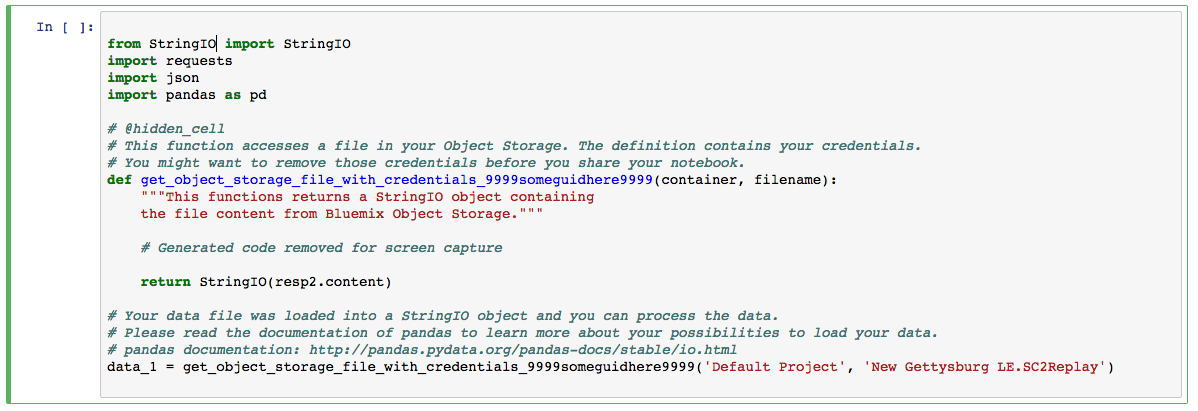 In [ ]:
from StringIO import StringIO
import requests
import json
import pandas as pd
# @hidden_cell
# This function accesses a file in your Object Storage. The definition contains your credentials.
# You might want to remove those credentials before you share your notebook.
def get_object_storage_file_with_credentials_9999someguidhere9999(container, filename):
    """This functions returns a StringIO object containing
    the file content from Bluemix Object Storage."""
    # Generated code removed for screen capture
    return StringIO(resp2.content)
# Your data file was loaded into a StringIO object and you can process the data.
# Please read the documentation of pandas to learn more about your possibilities to load your data.
# pandas documentation: http://pandas.pydata.org/pandas-docs/stable/io.html
data_1 = get_object_storage_file_with_credentials_9999someguidhere9999('Default Project', 'New Gettysburg LE.SC2Replay')